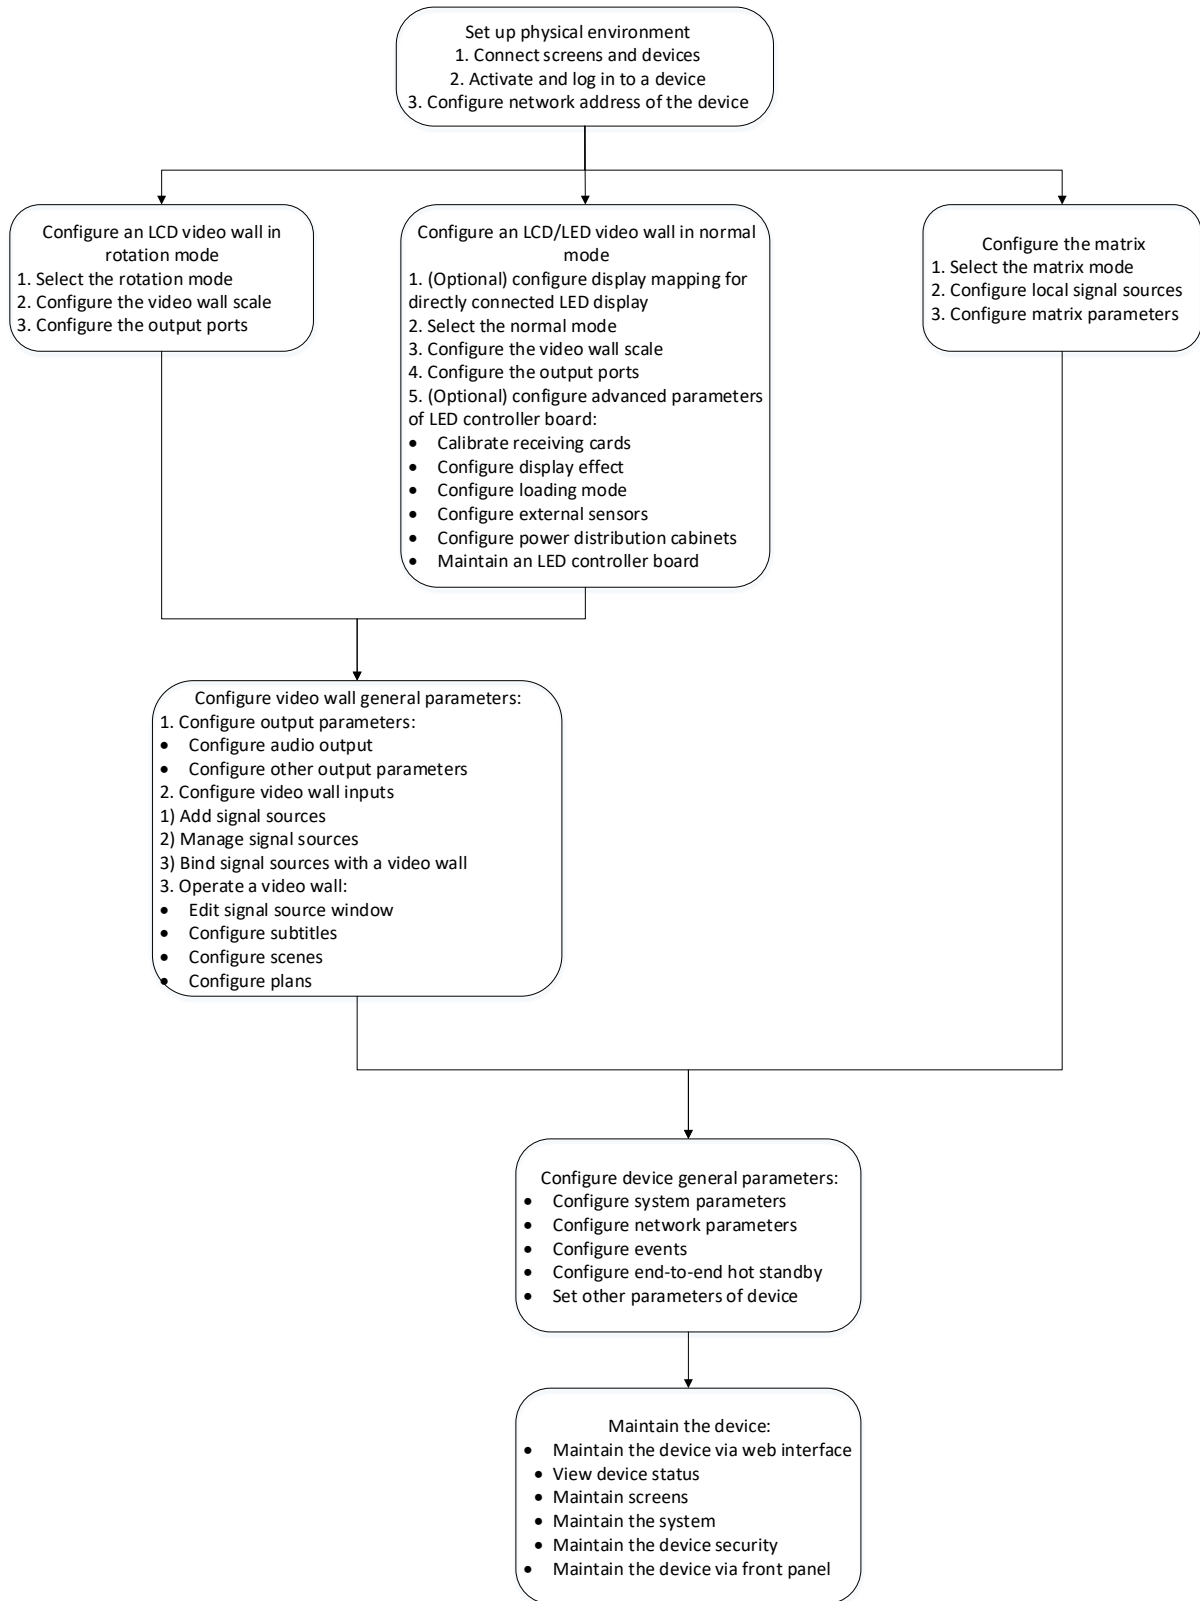 Set up physical environment
1. Connect screens and devices
2. Activate and log in to a device
3. Configure network address of the device
Configure an LCD video wall in
rotation mode
1. Select the rotation mode
2. Configure the video wall scale
3. Configure the output ports
Configure an LCD/LED video wall in normal
mode
1. (Optional) configure display mapping for
directly connected LED display
2. Select the normal mode
3. Configure the video wall scale
4. Configure the output ports
5. (Optional) configure advanced parameters
of LED controller board:
• Calibrate receiving cards
• Configure display effect
• Configure loading mode
• Configure external sensors
• Configure power distribution cabinets
• Maintain an LED controller board
Configure the matrix
1. Select the matrix mode
2. Configure local signal sources
3. Configure matrix parameters
Configure video wall general parameters:
1. Configure output parameters:
• Configure audio output
• Configure other output parameters
2. Configure video wall inputs
1) Add signal sources
2) Manage signal sources
3) Bind signal sources with a video wall
3. Operate a video wall:
• Edit signal source window
• Configure subtitles
• Configure scenes
• Configure plans
Configure device general parameters:
• Configure system parameters
• Configure network parameters
• Configure events
• Configure end-to-end hot standby
• Set other parameters of device
Maintain the device:
• Maintain the device via web interface
• View device status
• Maintain screens
• Maintain the system
• Maintain the device security
• Maintain the device via front panel